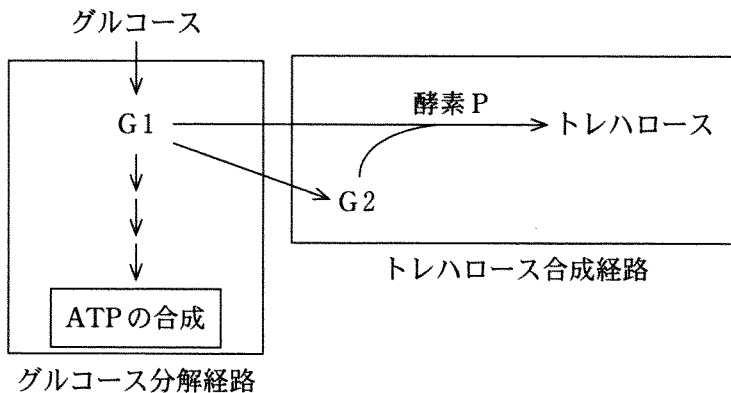 グルコース
G1
酵素P
トレハロース
G2
ATPの合成
トレハロース合成経路
グルコース分解経路